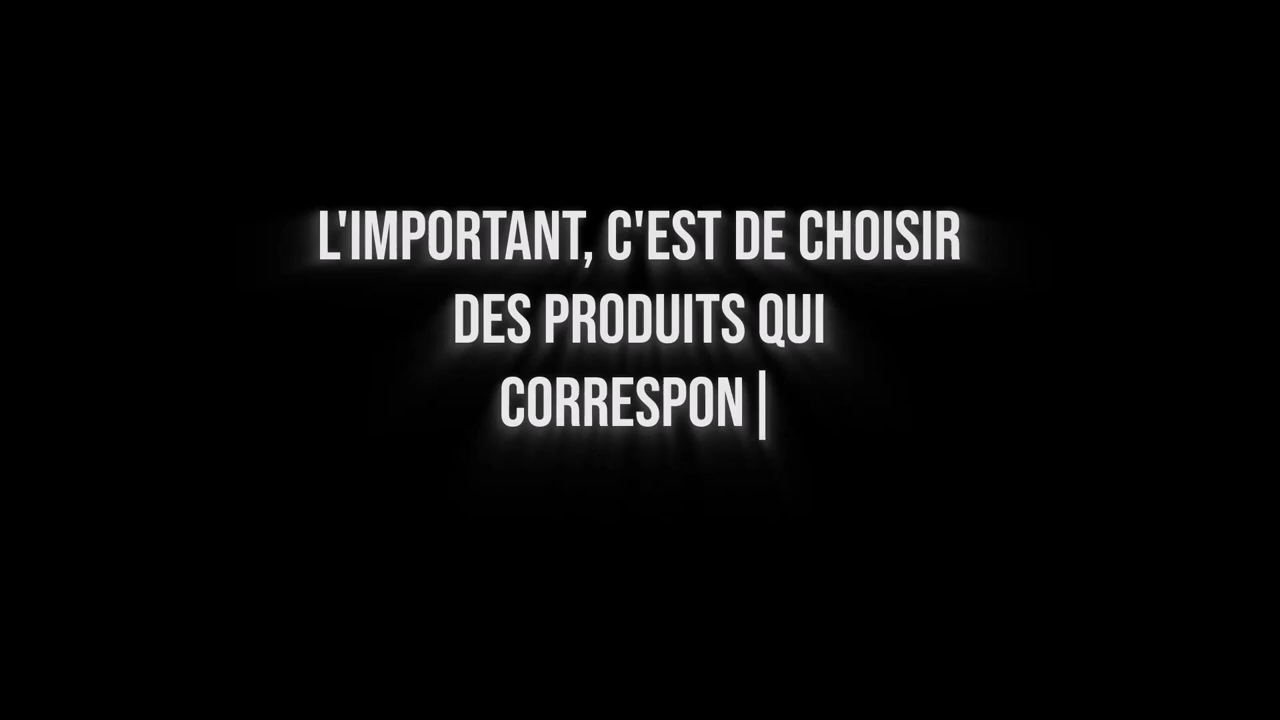 L'IMPORTANT, C'EST DE CHOISIR
DES PRODUITS QUI
CORRESPON